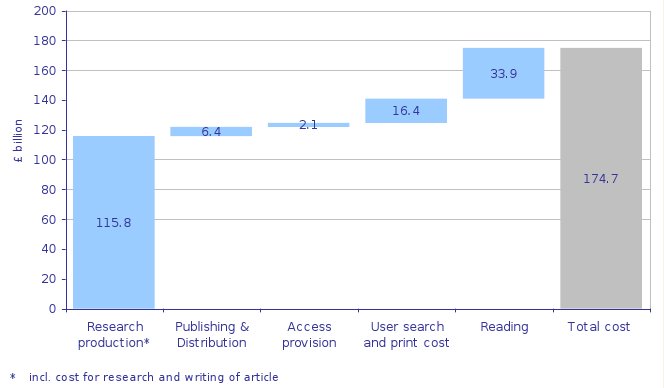 200
180
160
140
120
100
80
60
40
20
0
£ billion
115.8
6.4
2.1
16.4
33.9
174.7
Research
production*
Publishing &
Distribution
Access
provision
User search
and print cost
Reading
Total cost
* incl. cost for research and writing of article